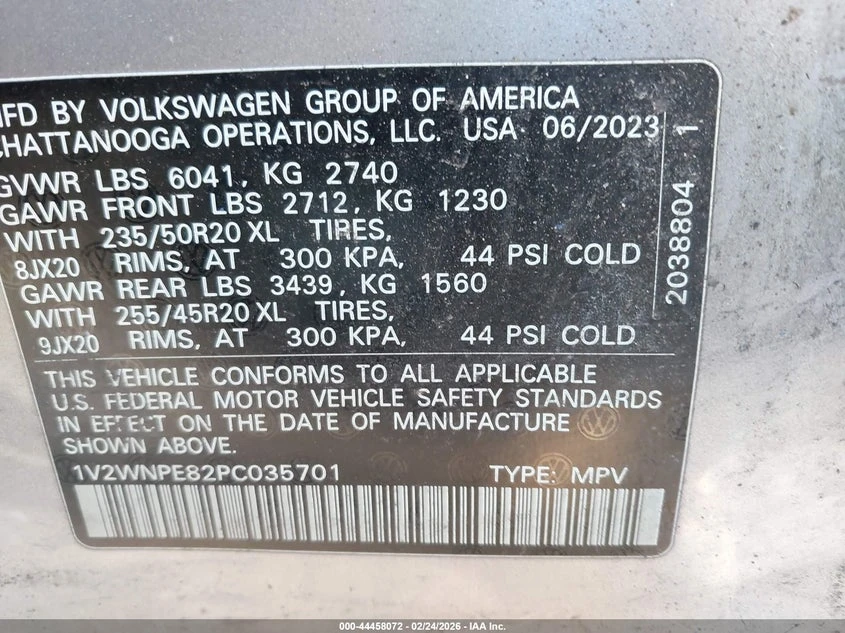 MFD BY VOLKSWAGEN GROUP OF AMERICA
CHATTANOOGA OPERATIONS, LLC. USA 06/2023
GVWR LBS 6041, KG 2740
GAWR FRONT LBS 2712, KG 1230
WITH 235/50R20 XL TIRES,
8JX20 RIMS, AT 300 KPA, 44 PSI COLD
GAWR REAR LBS 3439, KG 1560
WITH 255/45R20 XL TIRES,
9JX20 RIMS, AT 300 KPA, 44 PSI COLD
2038804 1
THIS VEHICLE CONFORMS TO ALL APPLICABLE
U.S. FEDERAL MOTOR VEHICLE SAFETY STANDARDS
IN EFFECT ON THE DATE OF MANUFACTURE
SHOWN ABOVE.
1V2WNPE82PC035701 TYPE: MPV
000-44458072 - 02/24/2026 - IAA Inc.